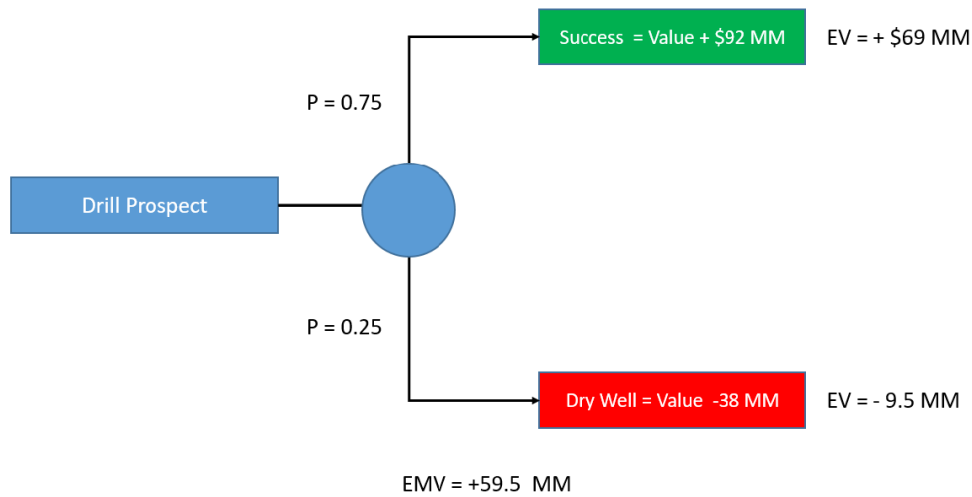 Success  = Value + $92 MM
EV = + $69 MM
P = 0.75
Drill Prospect
P = 0.25
Dry Well = Value  -38 MM
EV = - 9.5 MM
EMV = +59.5  MM